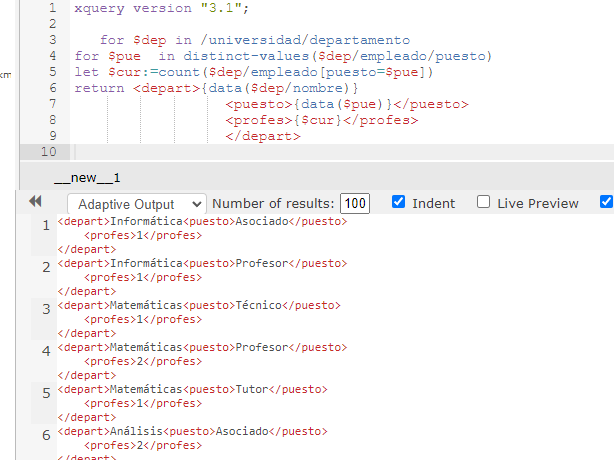 1 xquery version "3.1";
2
3 for $dep in /universidad/departamento
4 for $pue in distinct-values($dep/empleado/puesto)
5 let $cur:=count($dep/empleado[puesto=$pue])
6 return <depart>{data($dep/nombre)}
7 <puesto>{data($pue)}</puesto>
8 <profes>{$cur}</profes>
9 </depart>
10
km
__new__1
Adaptive Output Number of results: 100 Indent Live Preview
1 <depart>Informática<puesto>Asociado</puesto>
<profes>1</profes>
</depart>
2 <depart>Informática<puesto>Profesor</puesto>
<profes>1</profes>
</depart>
3 <depart>Matemáticas<puesto>Técnico</puesto>
<profes>1</profes>
</depart>
4 <depart>Matemáticas<puesto>Profesor</puesto>
<profes>2</profes>
</depart>
5 <depart>Matemáticas<puesto>Tutor</puesto>
<profes>1</profes>
</depart>
6 <depart>Análisis<puesto>Asociado</puesto>
<profes>2</profes>
</depart>